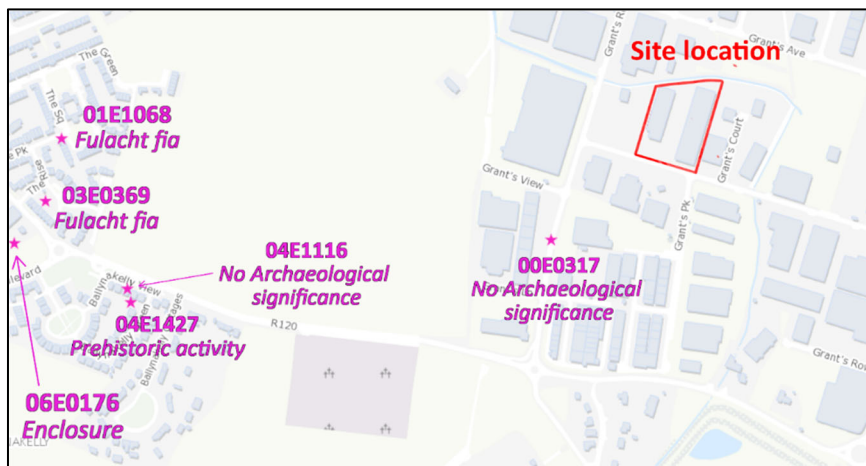 Grant's Ave
Site location
The Green
The Sq
01E1068
Fulacht fia
The Rise
Grant's Court
03E0369
Fulacht fia
Grant's View
Grant's Pk
04E1116
No Archaeological
significance
00E0317
No Archaeological
significance
Ballynakelly View
04E1427
Prehistoric activity
R120
Grant's Row
06E0176
Enclosure